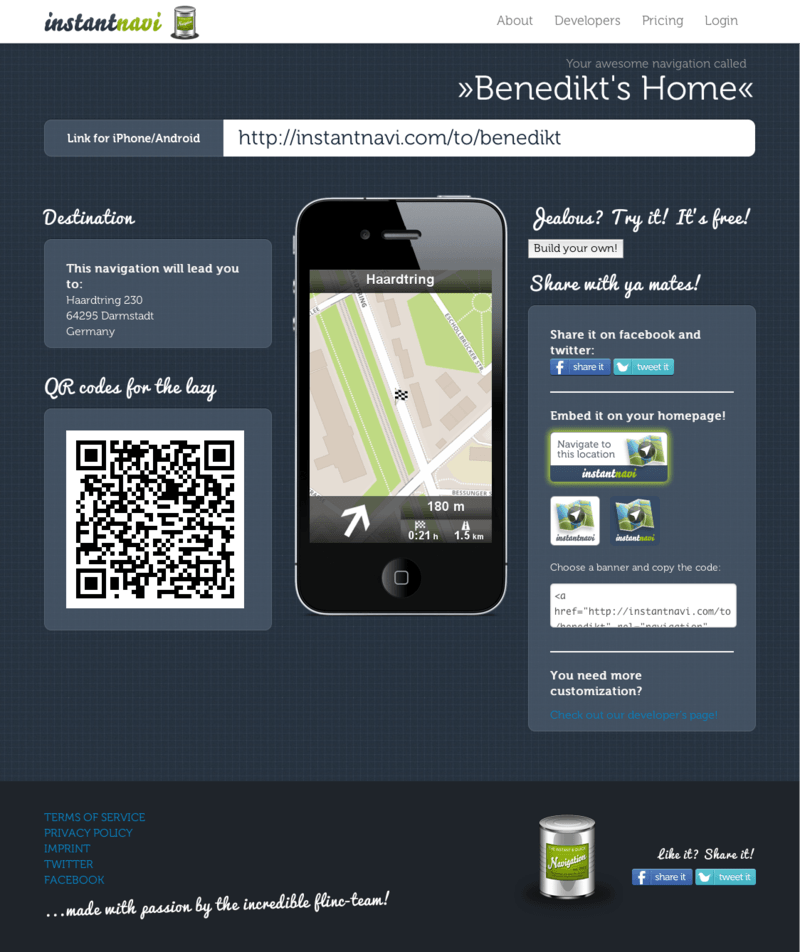 instantnavi
About Developers Pricing Login
Your awesome navigation called
»Benedikt's Home«
Link for iPhone/Android http://instantnavi.com/to/benedikt
Destination
This navigation will lead you
to:
Haardtring 230
64295 Darmstadt
Germany
QR codes for the lazy
Haardtring
HAARDTRING
ESCHOLLBRÜCKER STR
BESSUNGER S
180 m
0:21 h 1.5 km
Jealous? Try it! It's free!
Build your own!
Share with ya mates!
Share it on facebook and
twitter:
share it tweet it
Embed it on your homepage!
Navigate to
this location
instantnavi
instantnavi instantnavi
Choose a banner and copy the code:
<a
href="http://instantnavi.com/to
/benedikt" rel="navigation"
You need more
customization?
Check out our developer's page!
TERMS OF SERVICE
PRIVACY POLICY
IMPRINT
TWITTER
FACEBOOK
...made with passion by the incredible flinc-team!
Navigation
Like it? Share it!
share it tweet it